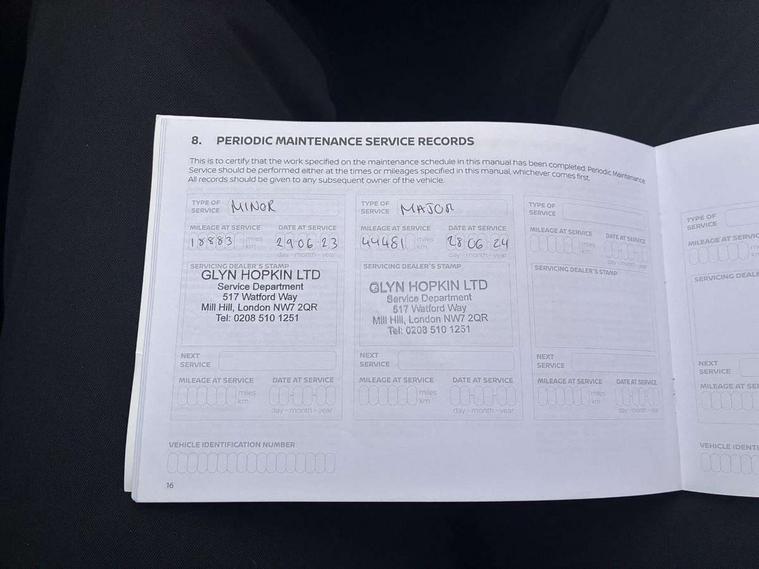 8. PERIODIC MAINTENANCE SERVICE RECORDS
This is to certify that the work specified on the maintenance schedule in this manual has been completed. Periodic Maintenance
Service should be performed either at the times or mileages specified in this manual, whichever comes first.
All records should be given to any subsequent owner of the vehicle.
TYPE OF SERVICE MINOR
MILEAGE AT SERVICE DATE AT SERVICE
18883 miles km 29 06 23
day - month - year
SERVICING DEALER'S STAMP
GLYN HOPKIN LTD
Service Department
517 Watford Way
Mill Hill, London NW7 2QR
Tel: 0208 510 1251
NEXT SERVICE
MILEAGE AT SERVICE DATE AT SERVICE
miles km
day - month - year
TYPE OF SERVICE MAJOR
MILEAGE AT SERVICE DATE AT SERVICE
44481 miles km 28 06 24
day - month - year
SERVICING DEALER'S STAMP
GLYN HOPKIN LTD
Service Department
517 Watford Way
Mill Hill, London NW7 2QR
Tel: 0208 510 1251
NEXT SERVICE
MILEAGE AT SERVICE DATE AT SERVICE
miles km
day - month - year
TYPE OF SERVICE
MILEAGE AT SERVICE DATE AT SERVICE
miles km
day - month - year
SERVICING DEALER'S STAMP
NEXT SERVICE
MILEAGE AT SERVICE DATE AT SERVICE
miles km
day - month - year
VEHICLE IDENTIFICATION NUMBER
16
TYPE OF SERVICE
MILEAGE AT SERVIC
SERVICING DEAL
NEXT SERVICE
MILEAGE AT SE
VEHICLE IDENT